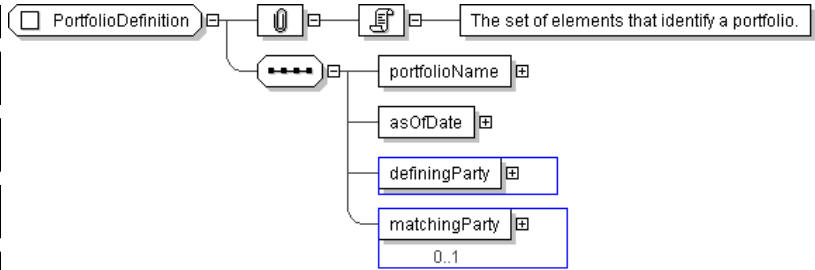 PortfolioDefinition
The set of elements that identify a portfolio.
portfolioName
asOfDate
definingParty
matchingParty
0..1